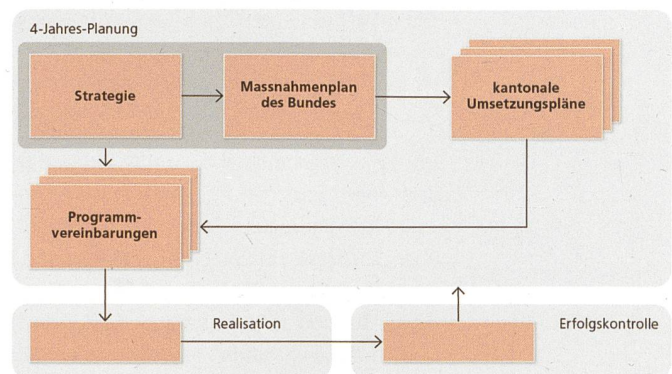 4-Jahres-Planung
Strategie
Massnahmenplan
des Bundes
kantonale
Umsetzungspläne
Programm-
vereinbarungen
Realisation
Erfolgskontrolle